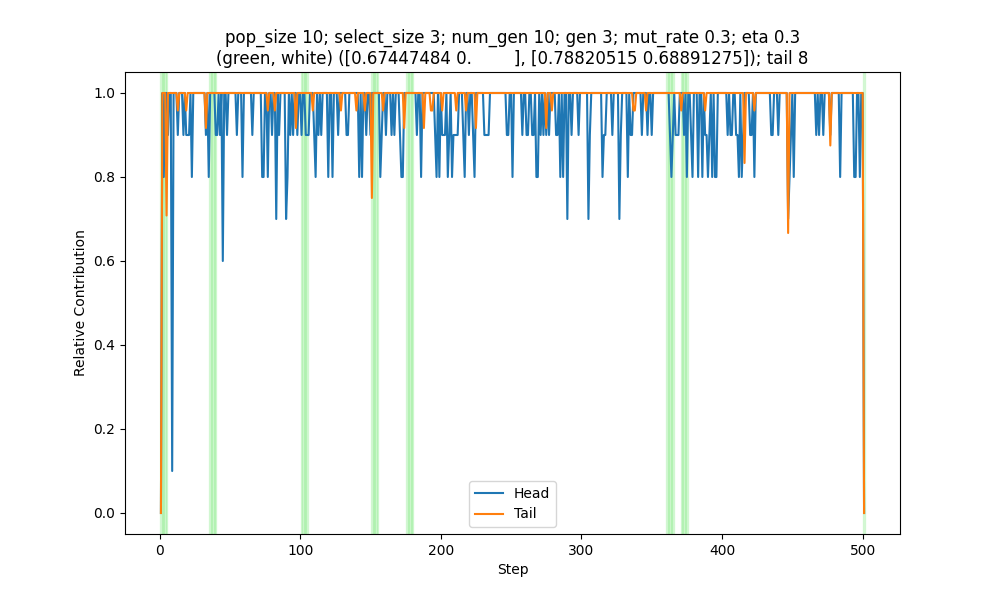 pop_size 10; select_size 3; num_gen 10; gen 3; mut_rate 0.3; eta 0.3
(green, white) ([0.67447484 0.        ], [0.78820515 0.68891275]); tail 8
1.0
0.8
0.6
0.4
0.2
0.0
Relative Contribution
Head
Tail
0 100 200 300 400 500
Step